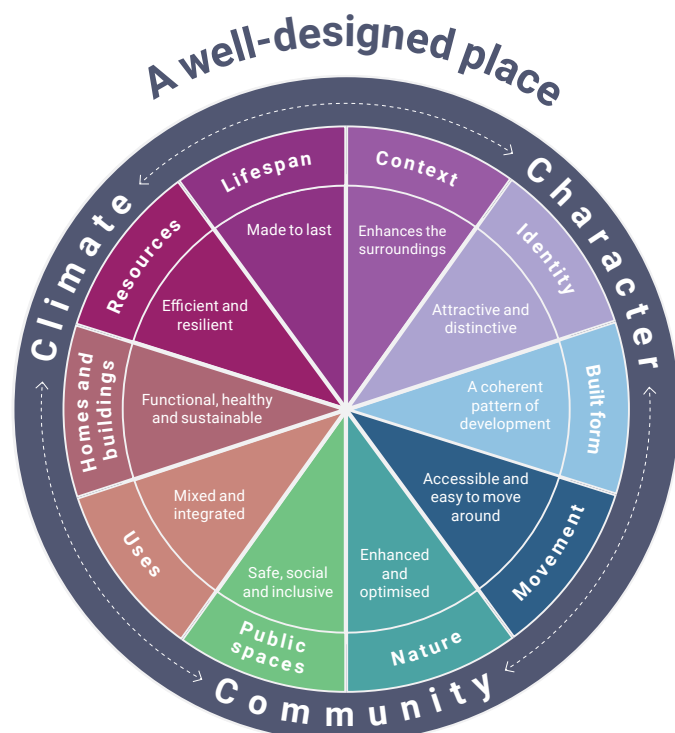 A well-designed place
Climate
Character
Community
Context
Enhances the
surroundings
Identity
Attractive and
distinctive
Built form
A coherent
pattern of
development
Movement
Accessible and
easy to move
around
Nature
Enhanced
and
optimised
Public
spaces
Safe, social
and inclusive
Uses
Mixed and
integrated
Homes and
buildings
Functional, healthy
and sustainable
Resources
Efficient and
resilient
Lifespan
Made to last